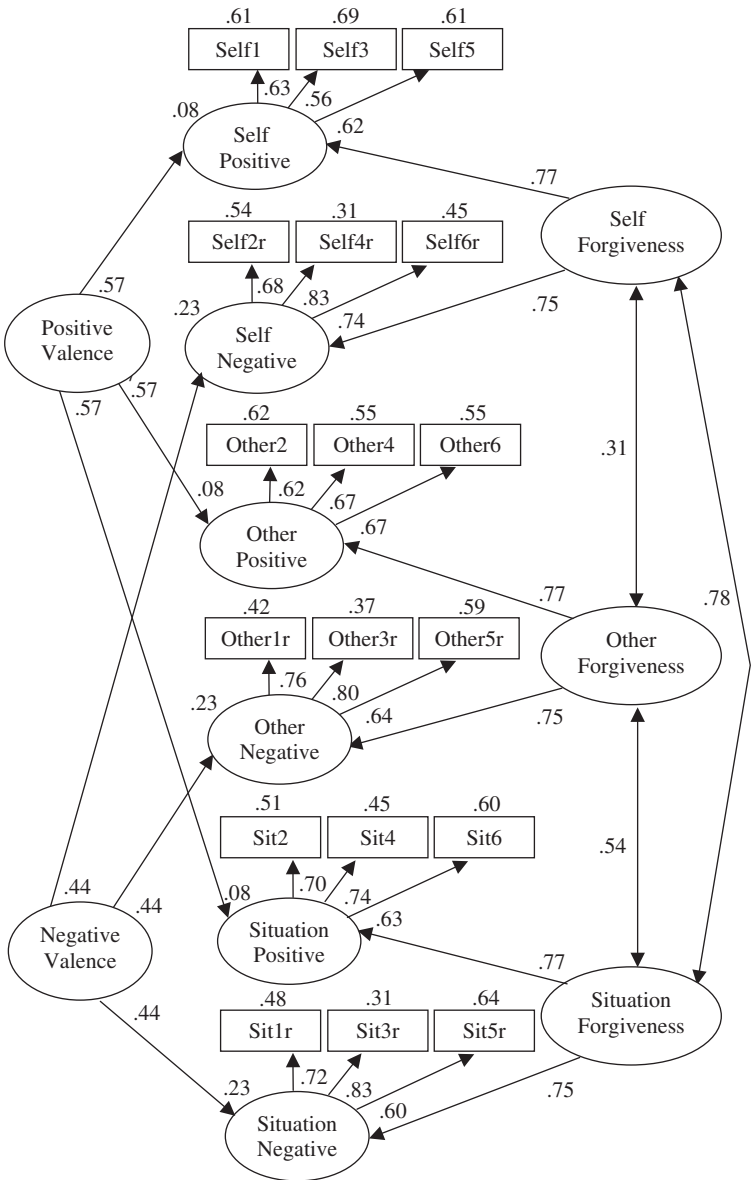 .61 .69 .61
Self1 Self3 Self5
.63 .56 .62
.08
Self
Positive
.77
Self
Forgiveness
.54 .31 .45
Self2r Self4r Self6r
.68 .83 .74
.57
.23
Self
Negative
.75
Positive
Valence
.57
.57
.62 .55 .55
Other2 Other4 Other6
.31
.08
.62 .67 .67
Other
Positive
.77
.78
.42 .37 .59
Other1r Other3r Other5r
Other
Forgiveness
.76 .80 .64
.23
Other
Negative
.75
.51 .45 .60
Sit2 Sit4 Sit6
.54
.44
.44
.08
.70 .74 .63
Situation
Positive
Negative
Valence
.77
Situation
Forgiveness
.48 .31 .64
Sit1r Sit3r Sit5r
.44
.72 .83 .60
.23
Situation
Negative
.75